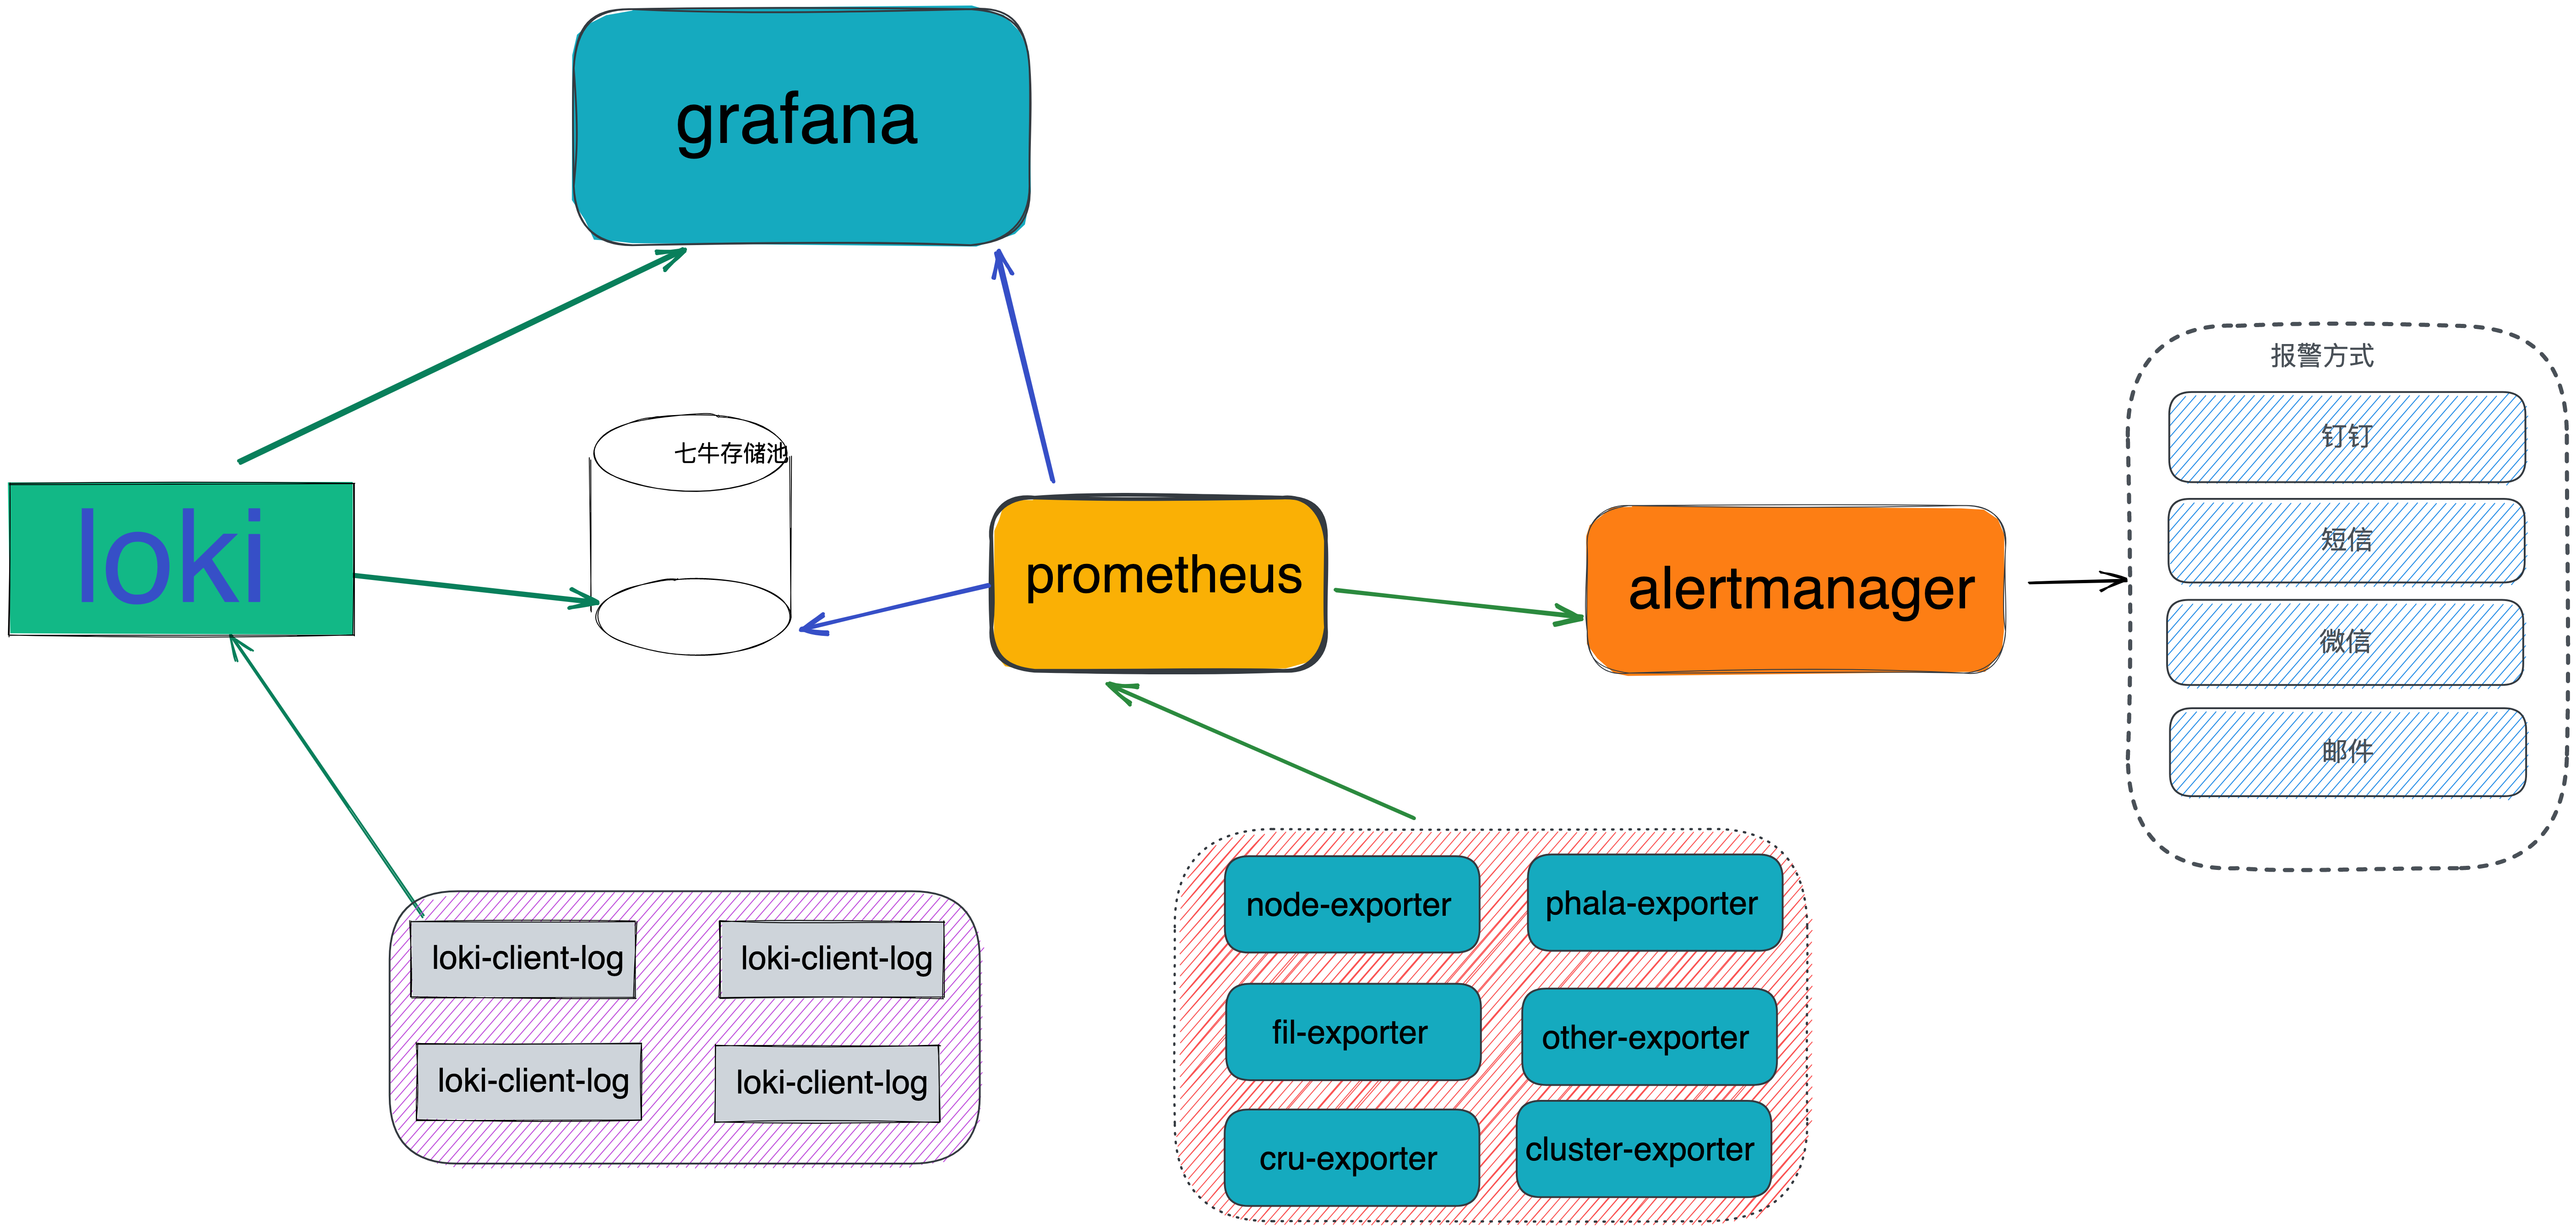 grafana
报警方式
钉钉
七牛存储池
loki
短信
prometheus
alertmanager
微信
邮件
node-exporter
phala-exporter
loki-client-log
loki-client-log
fil-exporter
other-exporter
loki-client-log
loki-client-log
cru-exporter
cluster-exporter